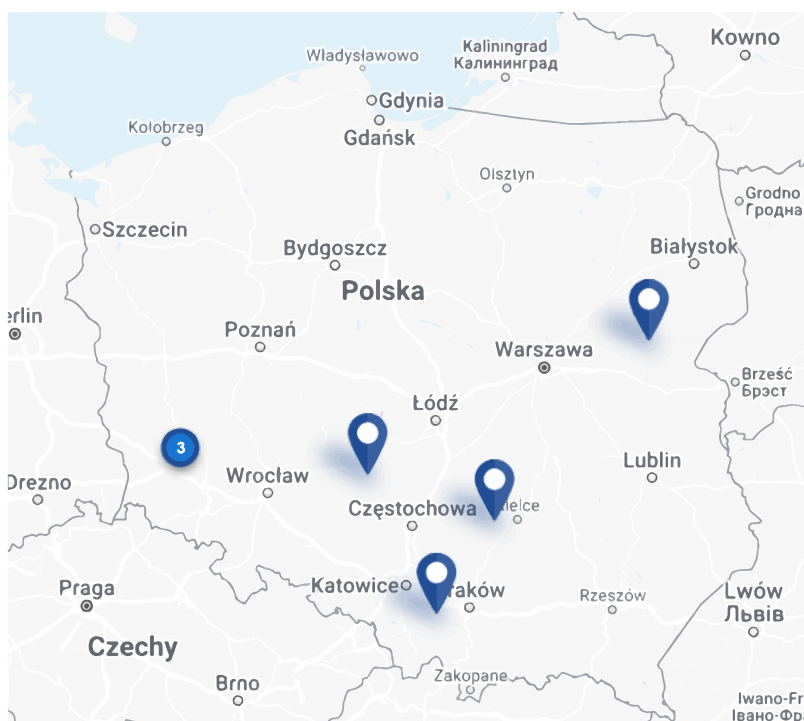 Kowno
Kaliningrad
Калининград
Władysławowo
Gdynia
Kołobrzeg
Gdańsk
Olsztyn
Grodno
Гродна
Szczecin
Bydgoszcz
Białystok
Polska
erlin
Poznań
Warszawa
Brześć
Брэст
Łódź
3
Lublin
Wrocław
Drezno
Częstochowa
ielce
Katowice
raków
Praga
Rzeszów
Lwów
Львів
Czechy
Zakopane
Brno
Iwano-Fr
Івано-Фр